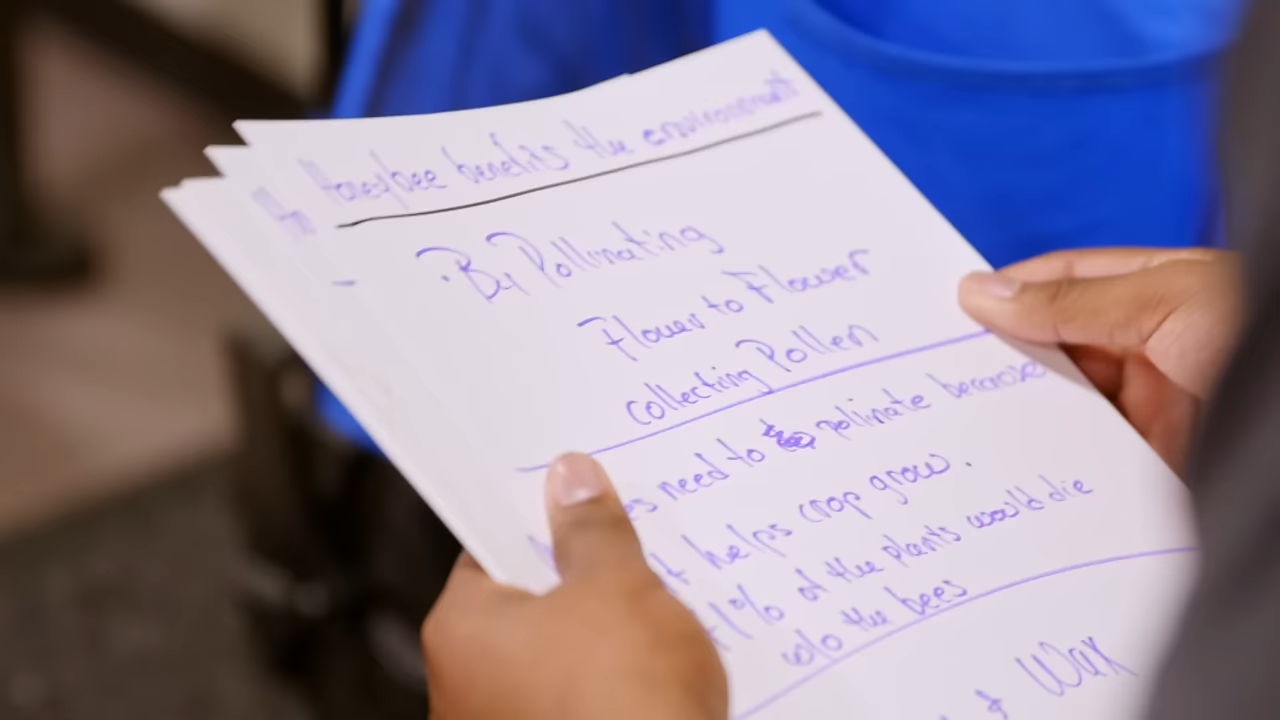 Honeybee benefits the environment
· By Pollinating
Flower to Flower
collecting Pollen
need to polinate because
helps crop grow.
of the plants would die
w/o the bees
& Wax